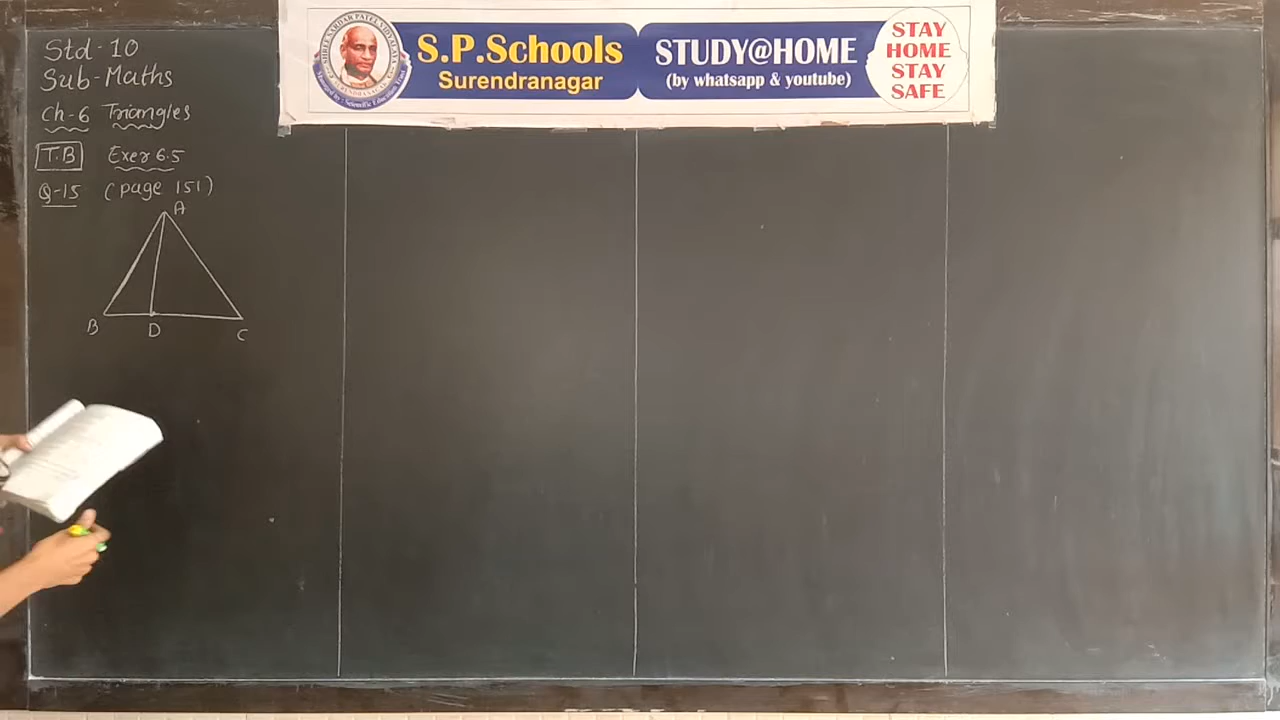 Std-10
Sub-Maths
Ch-6 Triangles
T.B Exer 6.5
Q-15 (page 151)
A
B D C
S.P.Schools
Surendranagar
STUDY@HOME
(by whatsapp & youtube)
STAY
HOME
STAY
SAFE